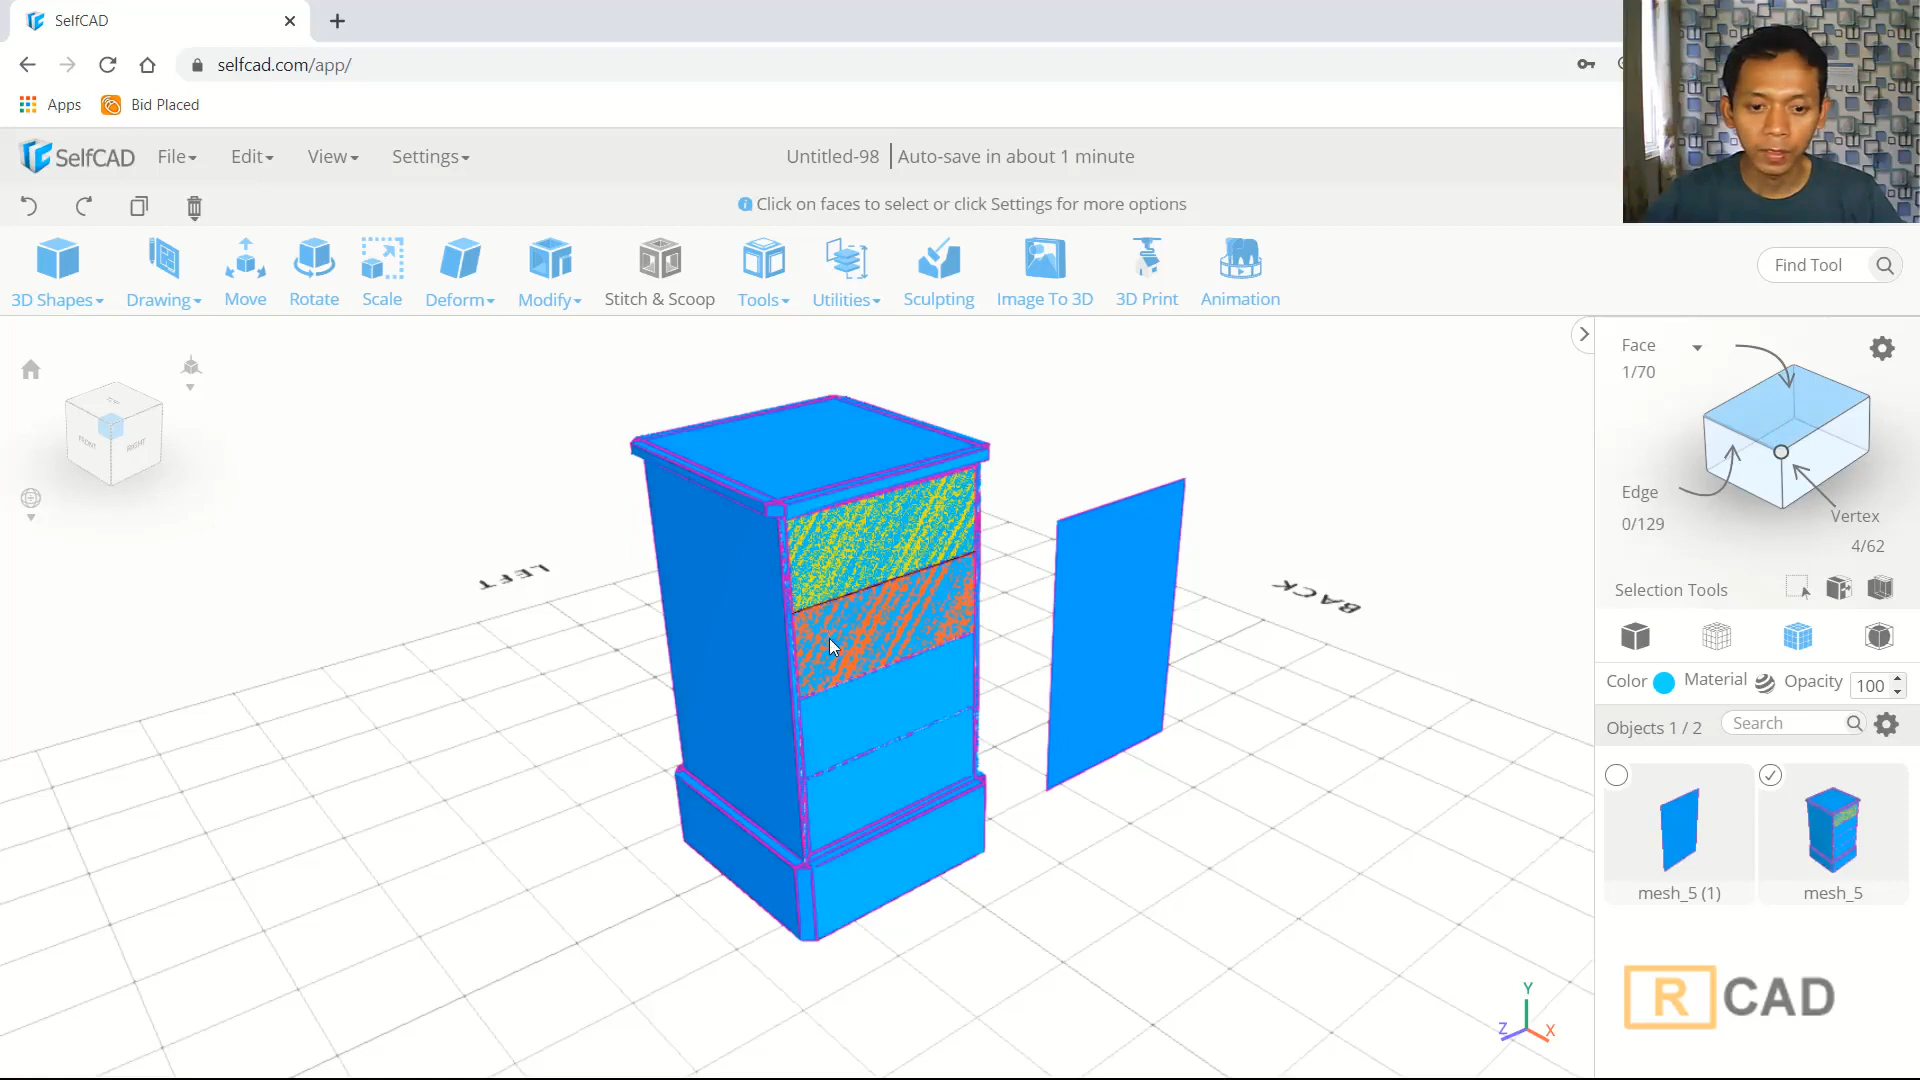 SelfCAD
selfcad.com/app/
Apps
Bid Placed
SelfCAD
File
Edit
View
Settings
Untitled-98
Auto-save in about 1 minute
Click on faces to select or click Settings for more options
3D Shapes
Drawing
Move
Rotate
Scale
Deform
Modify
Stitch & Scoop
Tools
Utilities
Sculpting
Image To 3D
3D Print
Animation
Find Tool
Face
1/70
Edge
0/129
Vertex
4/62
Selection Tools
Color
Material
Opacity
100
Objects 1 / 2
Search
mesh_5 (1)
mesh_5
FRONT
RIGHT
LEFT
BACK
Y
Z
X
R CAD